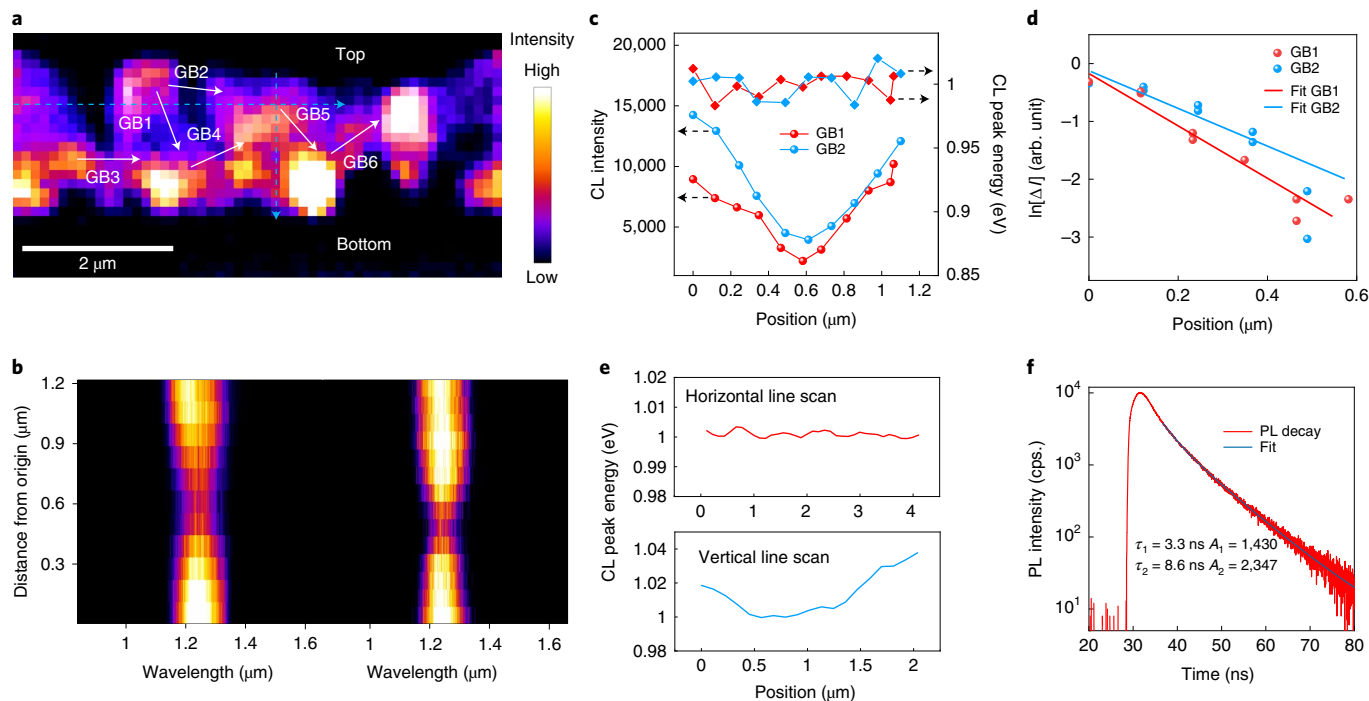 a
Intensity
High
Low
Top
GB2
GB1
GB4
GB5
GB3
GB6
2 μm
Bottom
b
Distance from origin (μm)
1.2
0.9
0.6
0.3
1 1.2 1.4 1 1.2 1.4 1.6
Wavelength (μm) Wavelength (μm)
c
CL intensity
20,000
15,000
10,000
5,000
GB1
GB2
1
0.95
0.9
0.85
CL peak energy (eV)
0 0.2 0.4 0.6 0.8 1 1.2
Position (μm)
d
ln[ΔI] (arb. unit)
0
−1
−2
−3
GB1
GB2
Fit GB1
Fit GB2
0 0.2 0.4 0.6
Position (μm)
e
CL peak energy (eV)
1.02
1.01
1
0.99
0.98
Horizontal line scan
0 1 2 3 4
1.04
1.02
1
0.98
Vertical line scan
0 0.5 1 1.5 2
Position (μm)
f
PL intensity (cps.)
10⁴
10³
10²
10¹
PL decay
Fit
τ₁ = 3.3 ns A₁ = 1,430
τ₂ = 8.6 ns A₂ = 2,347
20 30 40 50 60 70 80
Time (ns)